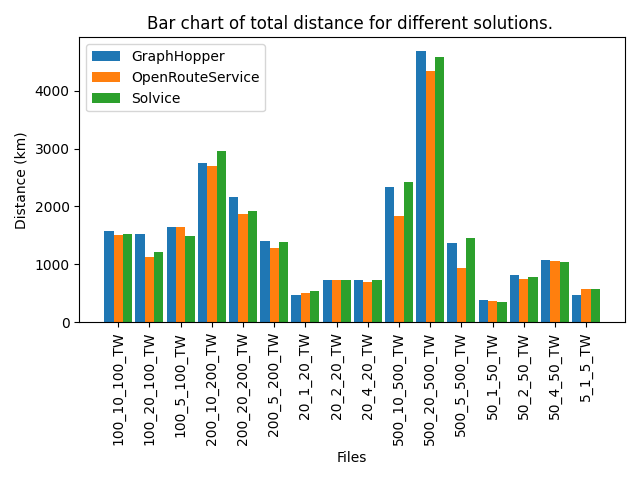 Bar chart of total distance for different solutions.
GraphHopper
OpenRouteService
Solvice
Distance (km)
4000
3000
2000
1000
0
100_10_100_TW
100_20_100_TW
100_5_100_TW
200_10_200_TW
200_20_200_TW
200_5_200_TW
20_1_20_TW
20_2_20_TW
20_4_20_TW
500_10_500_TW
500_20_500_TW
500_5_500_TW
50_1_50_TW
50_2_50_TW
50_4_50_TW
5_1_5_TW
Files